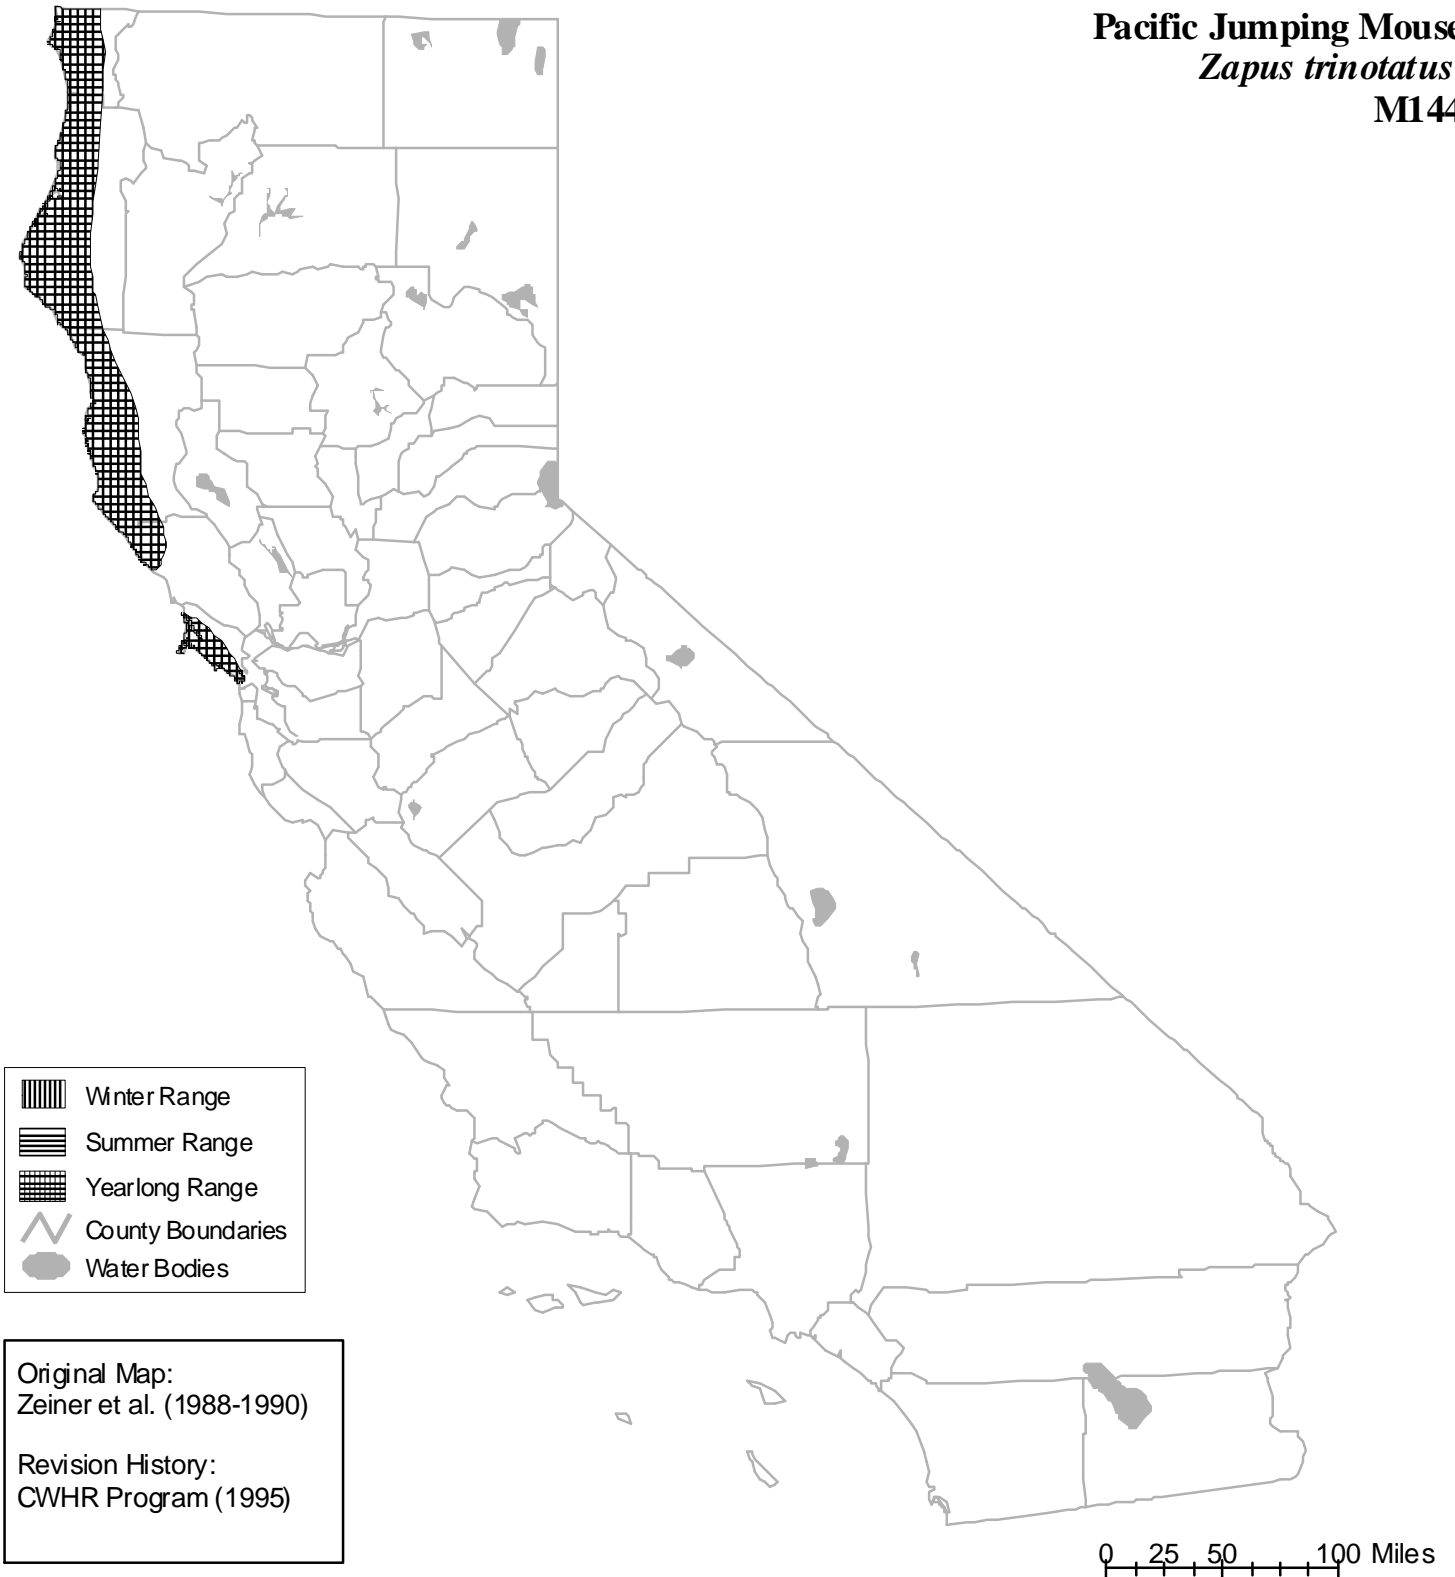 Pacific Jumping Mouse
Zapus trinotatus
M144
Winter Range
Summer Range
Yearlong Range
County Boundaries
Water Bodies
Original Map:
Zeiner et al. (1988-1990)
Revision History:
CWHR Program (1995)
0 25 50 100 Miles